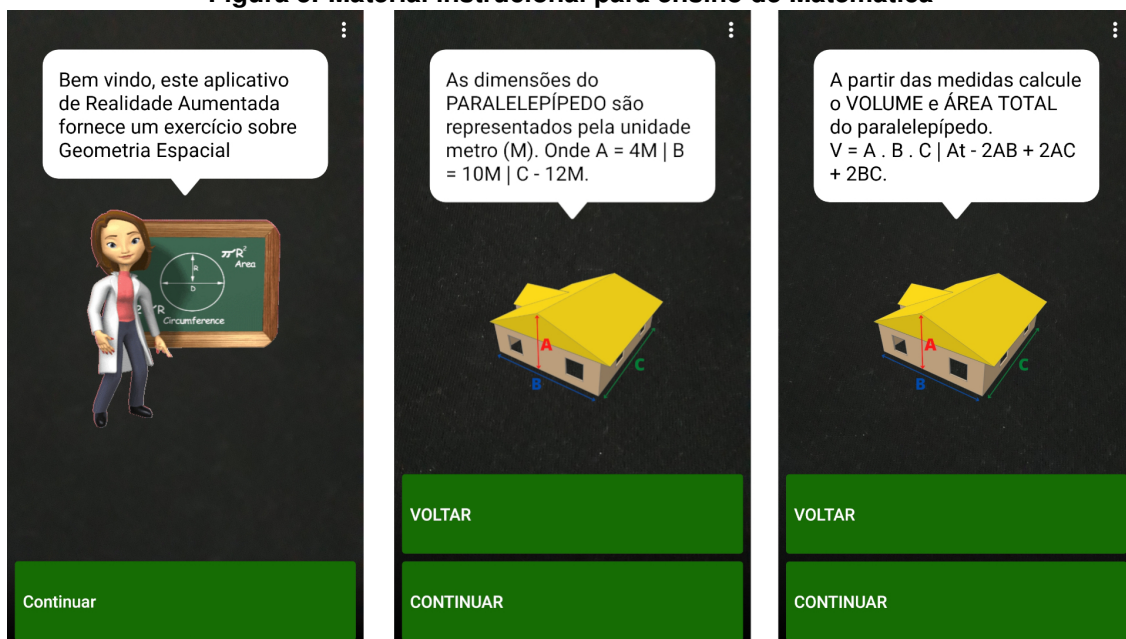 Figura 3. Material instrucional para ensino de Matemática
Bem vindo, este aplicativo
de Realidade Aumentada
fornece um exercício sobre
Geometria Espacial
R
D
πR²
Area
R
Circumference
Continuar
As dimensões do
PARALELEPÍPEDO são
representados pela unidade
metro (M). Onde A = 4M | B
= 10M | C - 12M.
A
B
C
VOLTAR
CONTINUAR
A partir das medidas calcule
o VOLUME e ÁREA TOTAL
do paralelepípedo.
V = A . B . C | At - 2AB + 2AC
+ 2BC.
A
B
C
VOLTAR
CONTINUAR